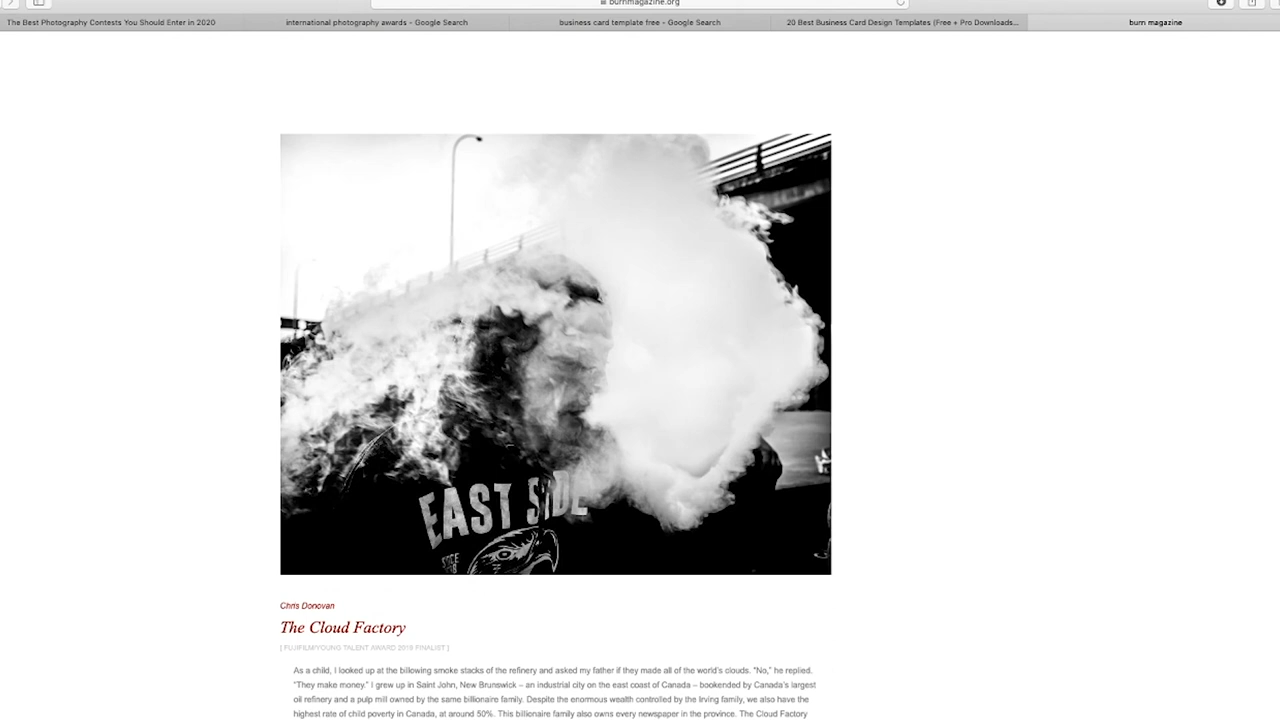 burnmagazine.org
The Best Photography Contests You Should Enter in 2020
international photography awards - Google Search
business card template free - Google Search
20 Best Business Card Design Templates (Free + Pro Downloads...
burn magazine
EAST SIDE
Chris Donovan
The Cloud Factory
[ FUJIFILM/YOUNG TALENT AWARD 2019 FINALIST ]
As a child, I looked up at the billowing smoke stacks of the refinery and asked my father if they made all of the world's clouds. "No," he replied.
"They make money." I grew up in Saint John, New Brunswick – an industrial city on the east coast of Canada – bookended by Canada's largest
oil refinery and a pulp mill owned by the same billionaire family. Despite the enormous wealth controlled by the Irving family, we also have the
highest rate of child poverty in Canada, at around 50%. This billionaire family also owns every newspaper in the province. The Cloud Factory